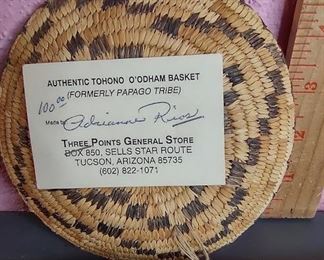 AUTHENTIC TOHONO O'ODHAM BASKET
(FORMERLY PAPAGO TRIBE)
100.00
Made by Adrianne Rios
THREE POINTS GENERAL STORE
BOX 850, SELLS STAR ROUTE
TUCSON, ARIZONA 85735
(602) 822-1071